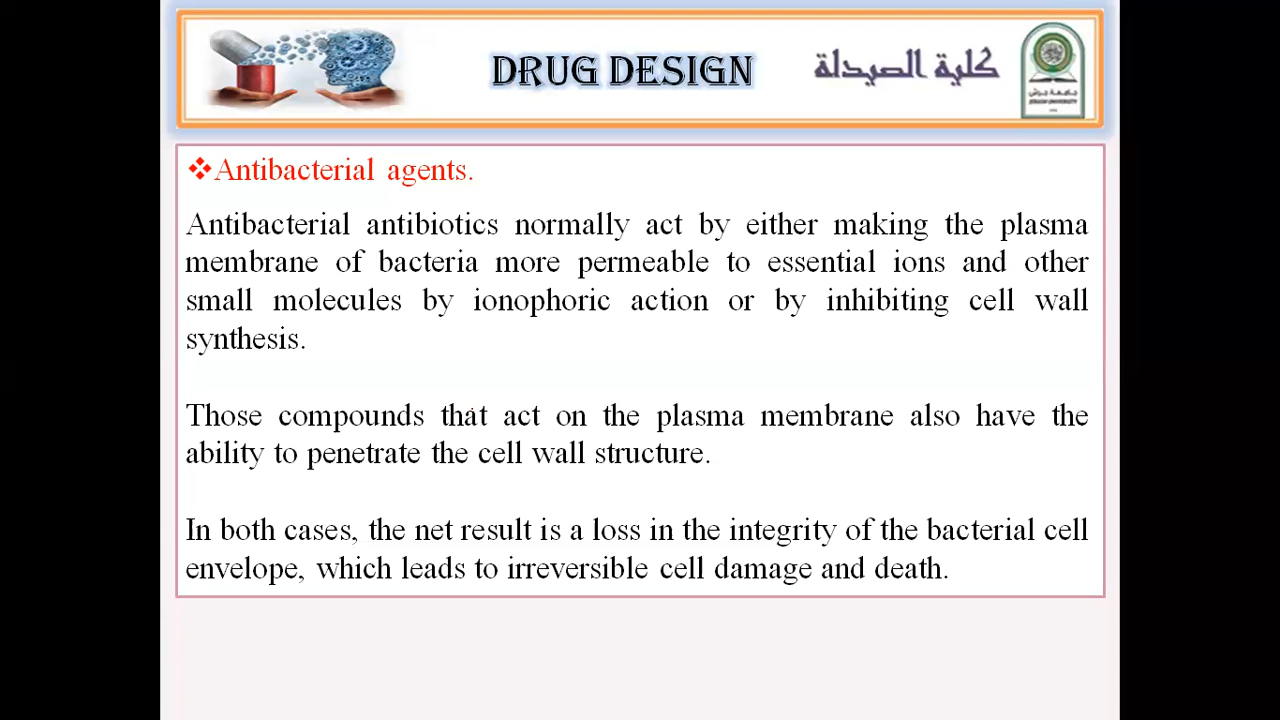 DRUG DESIGN
كلية الصيدلة
جامعة جرش
JERASH UNIVERSITY
❖Antibacterial agents.
Antibacterial antibiotics normally act by either making the plasma
membrane of bacteria more permeable to essential ions and other
small molecules by ionophoric action or by inhibiting cell wall
synthesis.
Those compounds that act on the plasma membrane also have the
ability to penetrate the cell wall structure.
In both cases, the net result is a loss in the integrity of the bacterial cell
envelope, which leads to irreversible cell damage and death.